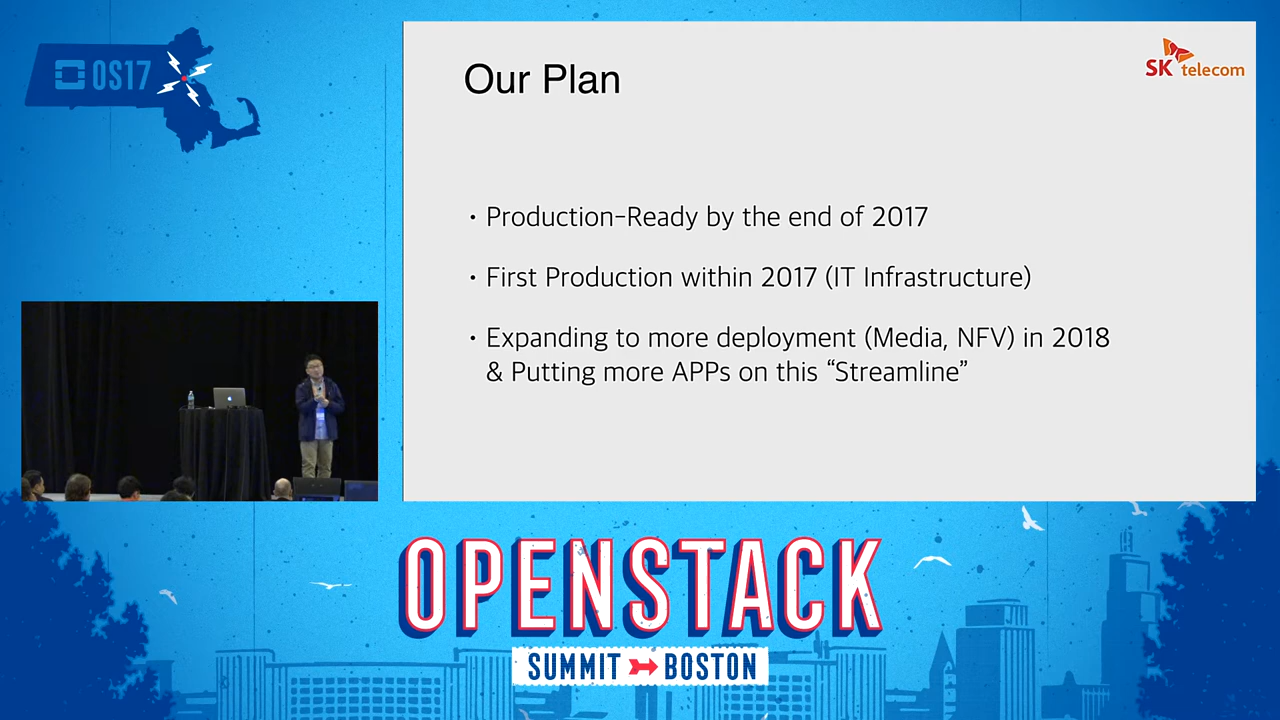 OS17
Our Plan
SK telecom
• Production-Ready by the end of 2017
• First Production within 2017 (IT Infrastructure)
• Expanding to more deployment (Media, NFV) in 2018
& Putting more APPs on this “Streamline”
OPENSTACK
SUMMIT BOSTON